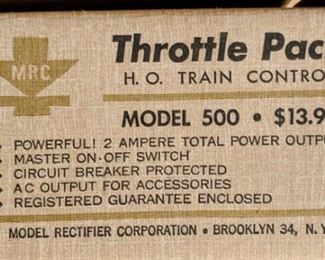 MRC
Throttle Pac
H.O. TRAIN CONTRO
MODEL 500 • $13.9
POWERFUL! 2 AMPERE TOTAL POWER OUTPU
MASTER ON-OFF SWITCH
CIRCUIT BREAKER PROTECTED
AC OUTPUT FOR ACCESSORIES
REGISTERED GUARANTEE ENCLOSED
MODEL RECTIFIER CORPORATION • BROOKLYN 34, N.Y